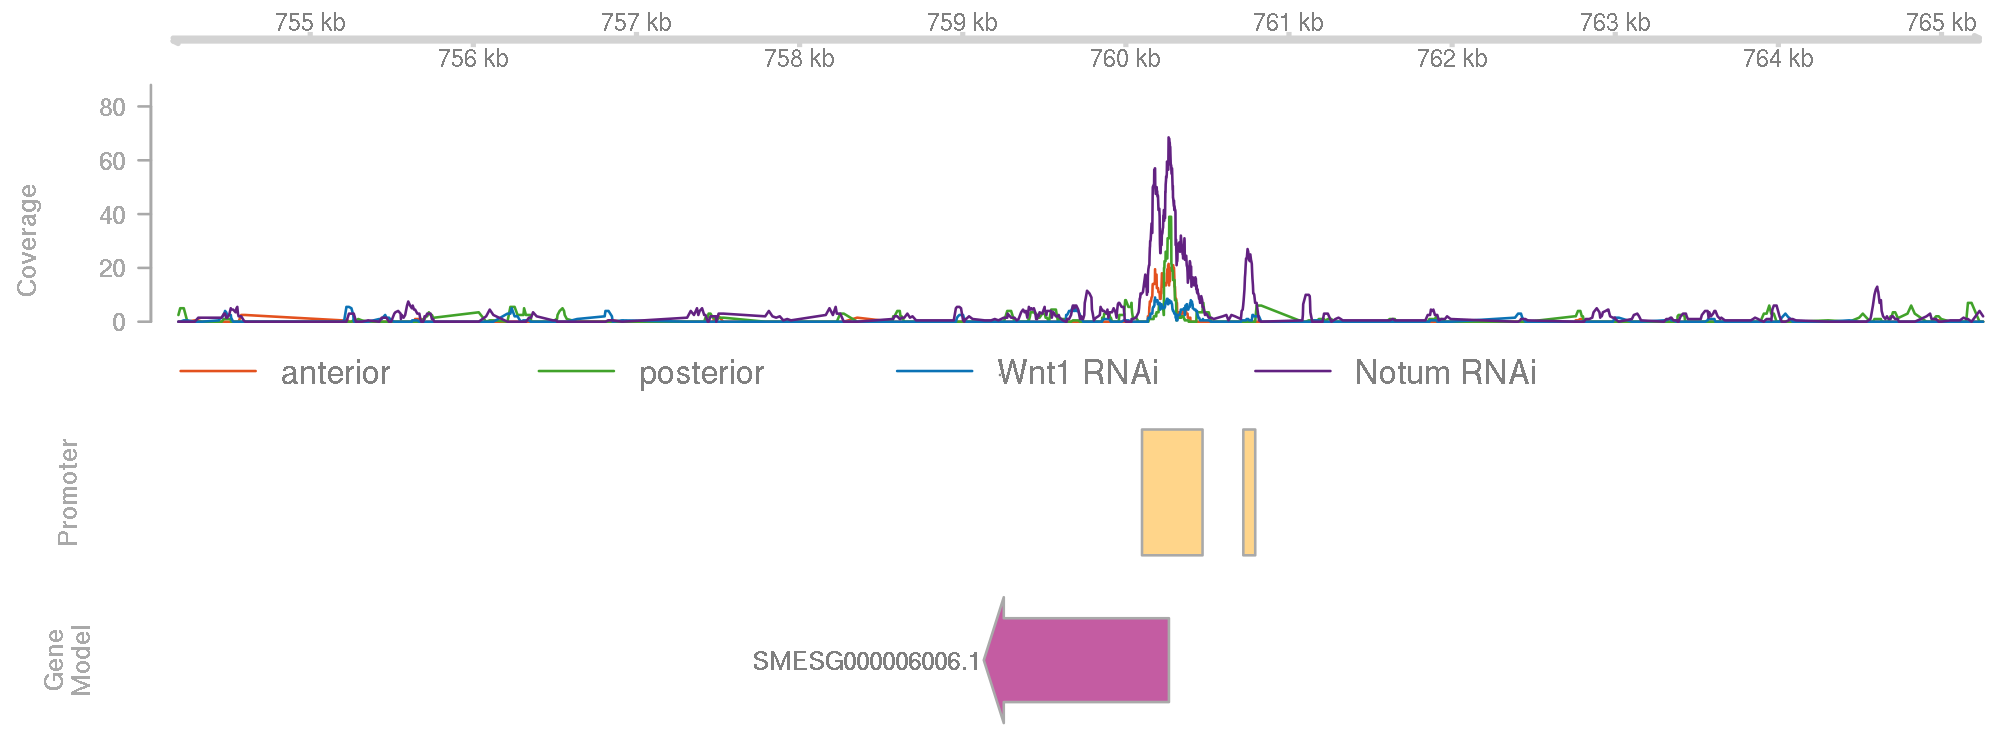 755 kb 757 kb 759 kb 761 kb 763 kb 765 kb
756 kb 758 kb 760 kb 762 kb 764 kb
Coverage
80
60
40
20
0
anterior posterior Wnt1 RNAi Notum RNAi
Promoter
Gene
Model
SMESG000006006.1